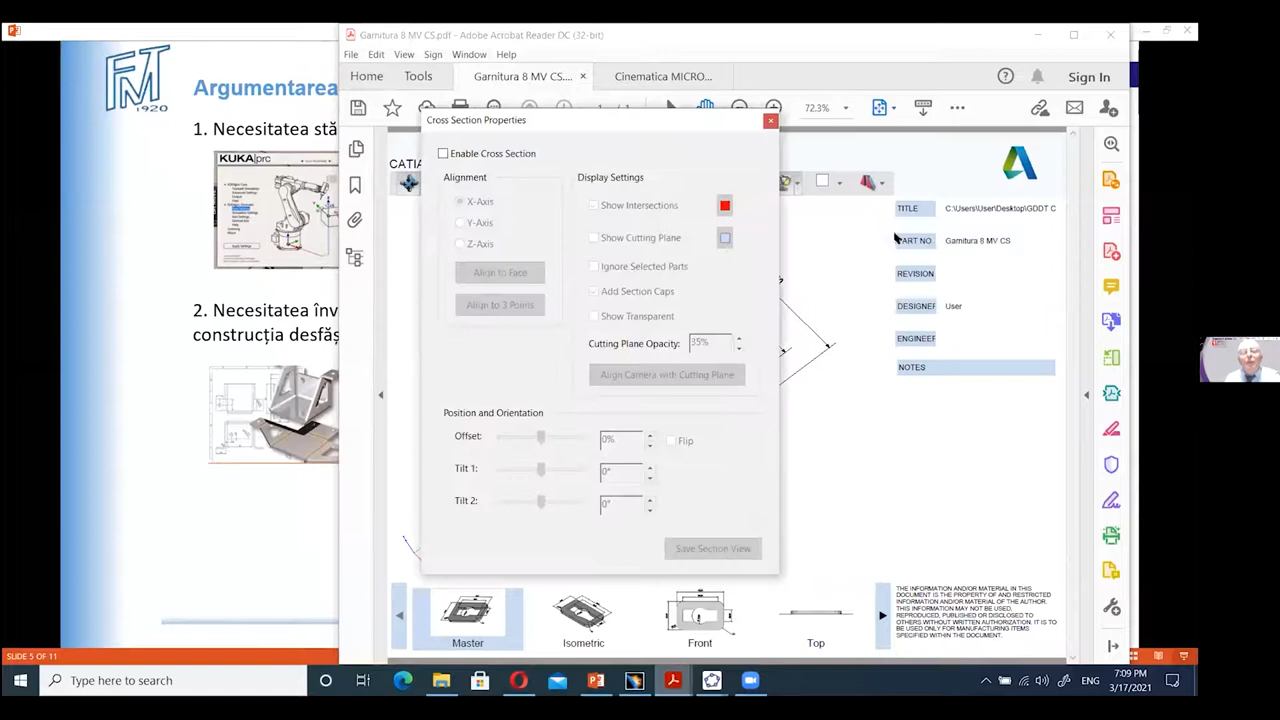 FTM
1920
Argumentarea
1. Necesitatea stă
KUKA|prc
2. Necesitatea înv
construcția desfăș
SLIDE 5 OF 11
Garnitura 8 MV CS.pdf - Adobe Acrobat Reader DC (32-bit)
File Edit View Sign Window Help
Home Tools Garnitura 8 MV CS.... × Cinematica MICRO... Sign In
72.3%
Cross Section Properties
Enable Cross Section
Alignment
X-Axis
Y-Axis
Z-Axis
Align to Face
Align to 3 Points
Display Settings
Show Intersections
Show Cutting Plane
Ignore Selected Parts
Add Section Caps
Show Transparent
Cutting Plane Opacity: 35%
Align Camera with Cutting Plane
Position and Orientation
Offset: 0% Flip
Tilt 1: 0°
Tilt 2: 0°
Save Section View
CATIA
TITLE :\Users\User\Desktop\GDDT C
PART NO. Garnitura 8 MV CS
REVISION
DESIGNER User
ENGINEER
NOTES
Master
Isometric
Front
Top
THE INFORMATION AND/OR MATERIAL IN THIS
DOCUMENT IS THE PROPERTY OF AND RESTRICTED
INFORMATION AND/OR MATERIAL OF THE AUTHOR.
THIS INFORMATION MAY NOT BE USED,
REPRODUCED, PUBLISHED OR DISCLOSED TO
OTHERS WITHOUT WRITTEN AUTHORIZATION. IT IS TO
BE USED ONLY FOR MANUFACTURING ITEMS
SPECIFIED WITHIN THE DOCUMENT.
Type here to search
ENG
7:09 PM
3/17/2021